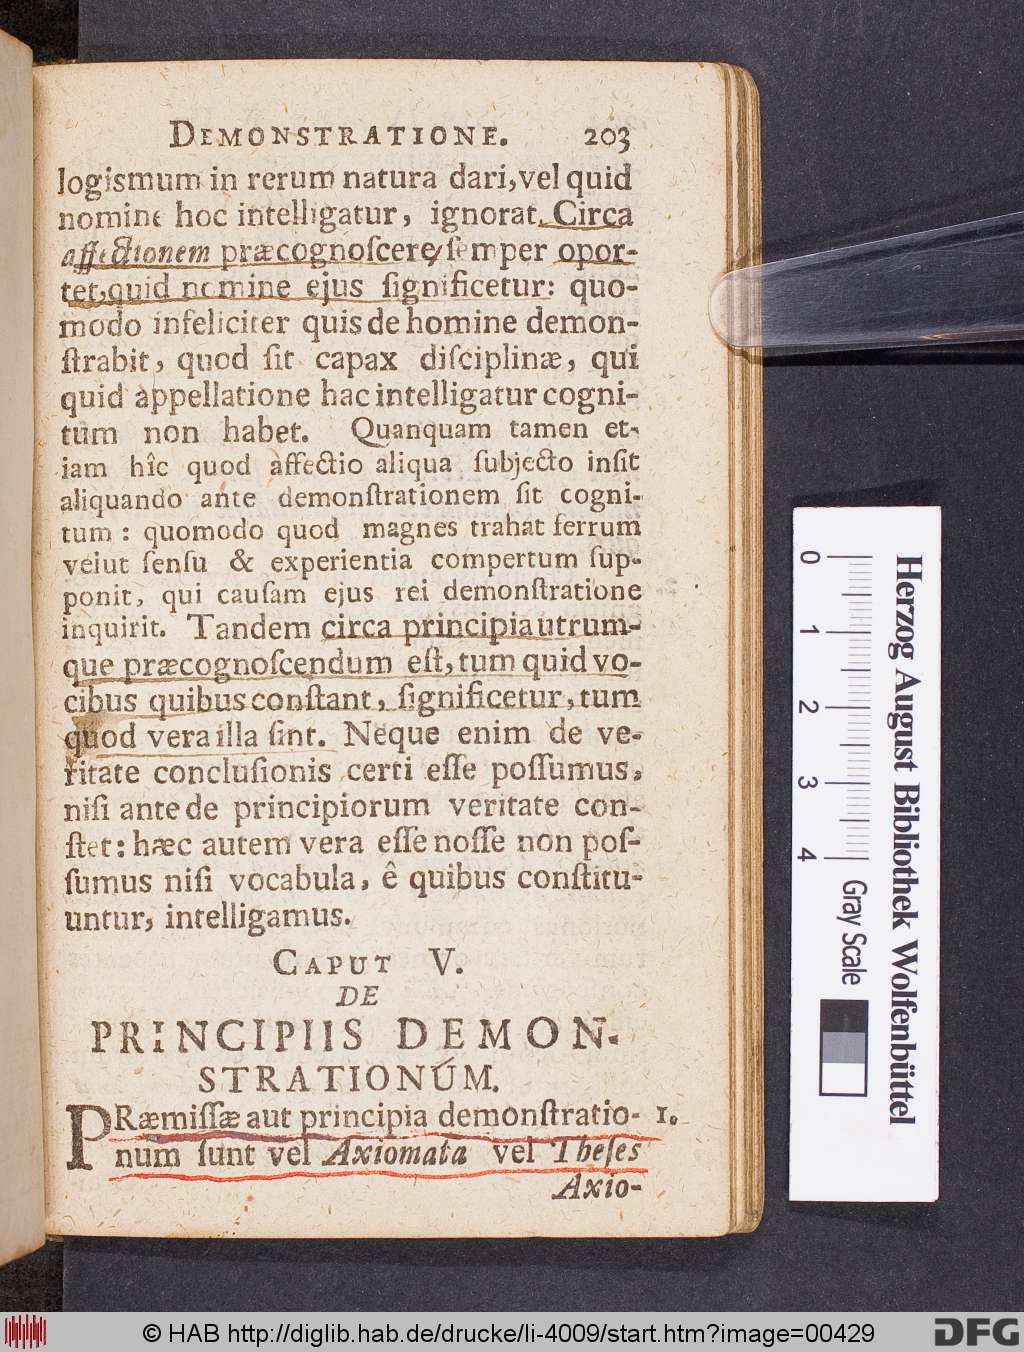 DEMONSTRATIONE. 203
logismum in rerum natura dari, vel quid
nomine hoc intelligatur, ignorat. Circa
affectionem præcognoſcere, ſemper opor-
tet, quid nomine ejus ſignificetur: quo-
modo infeliciter quis de homine demon-
ſtrabit, quod ſit capax diſciplinæ, qui
quid appellatione hac intelligatur cogni-
tum non habet. Quanquam tamen et-
iam hîc quod affectio aliqua ſubjecto inſit
aliquando ante demonſtrationem ſit cogni-
tum: quomodo quod magnes trahat ferrum
velut ſenſu & experientia compertum ſup-
ponit, qui cauſam ejus rei demonſtratione
inquirit. Tandem circa principia utrum-
que præcognoſcendum eſt, tum quid vo-
cibus quibus conſtant, ſignificetur, tum
quod vera illa ſint. Neque enim de ve-
ritate concluſionis certi eſſe poſſumus,
niſi ante de principiorum veritate con-
ſtet: hæc autem vera eſſe noſſe non poſ-
ſumus niſi vocabula, ê quibus conſtitu-
untur, intelligamus.
CAPUT V.
DE
PRINCIPIIS DEMON-
STRATIONUM.
PRæmiſſæ aut principia demonſtratio- 1.
num ſunt vel Axiomata vel Theſes
Axio-
0 1 2 3 4 Gray Scale
Herzog August Bibliothek Wolfenbüttel
© HAB http://diglib.hab.de/drucke/li-4009/start.htm?image=00429
DFG